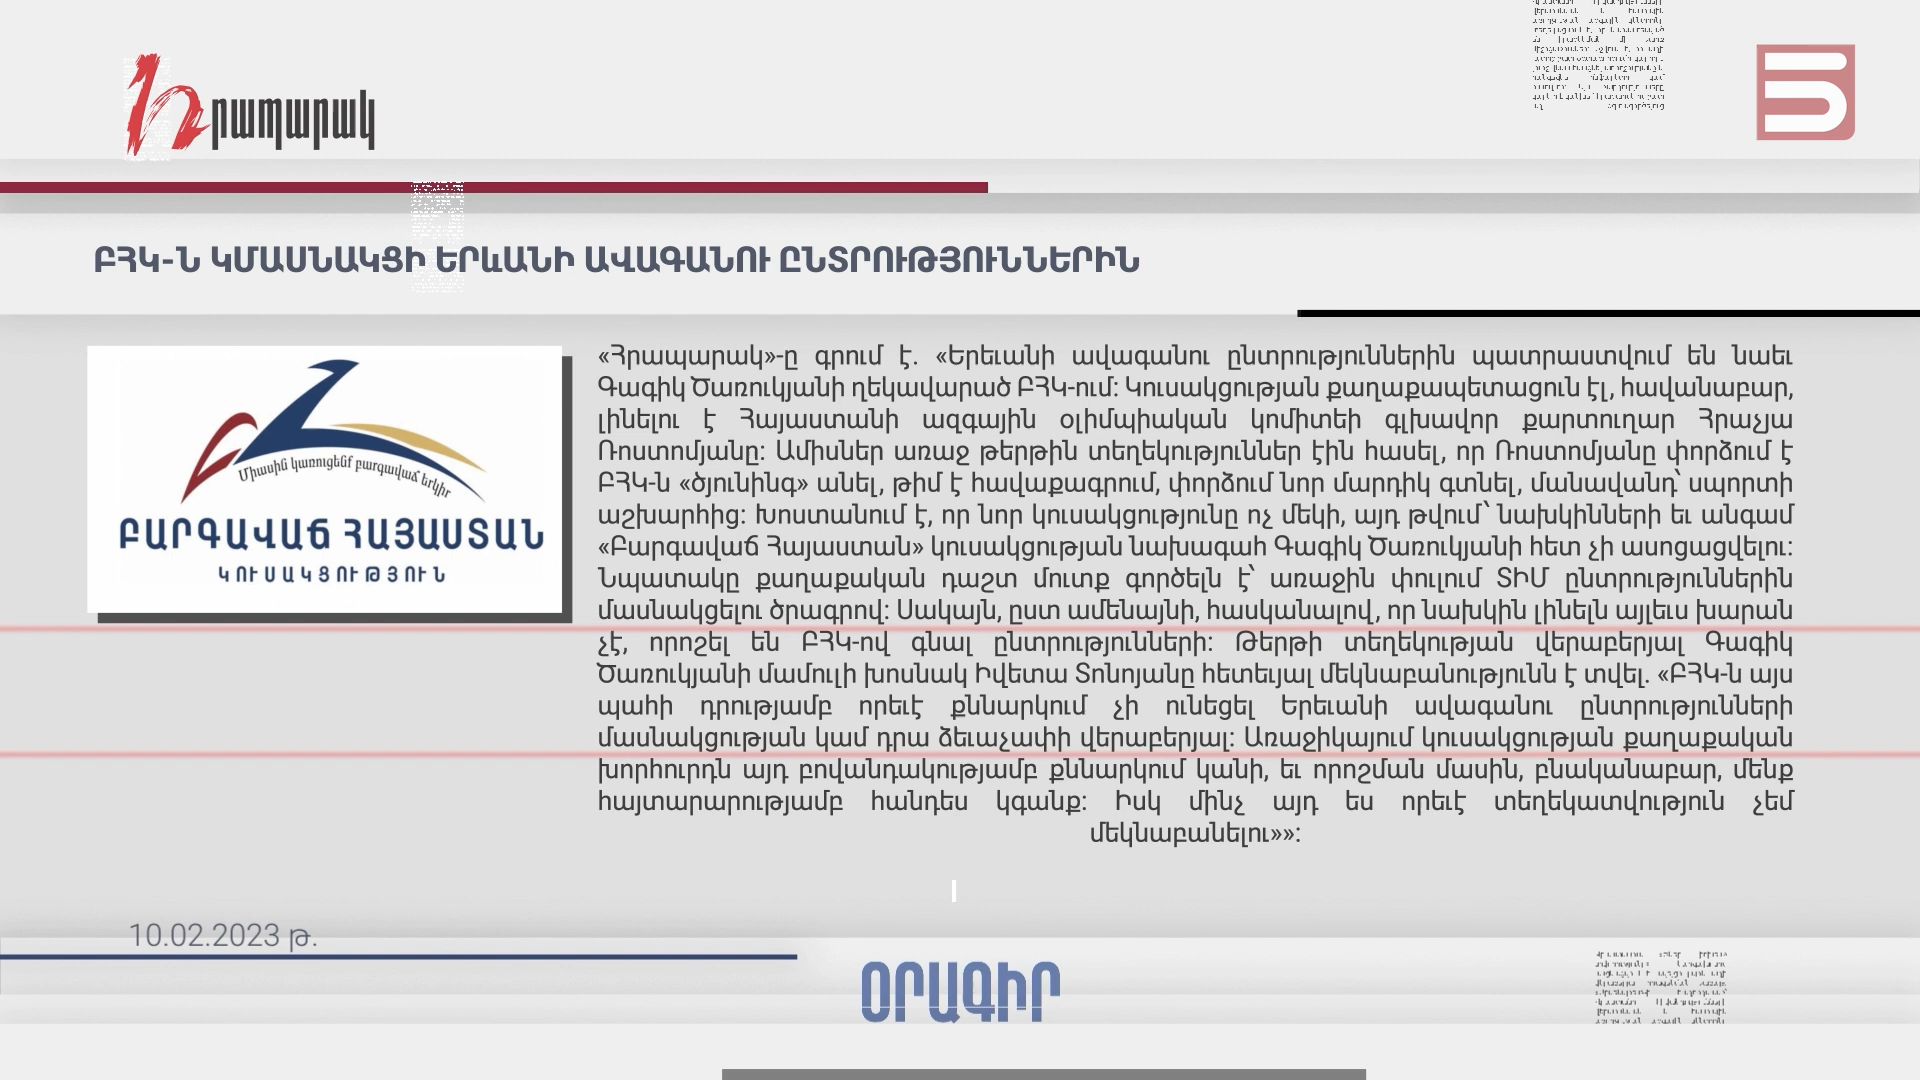 Հրապարակ
ԲՀԿ-Ն ԿՄԱՍՆԱԿՑԻ ԵՐևԱՆԻ ԱՎԱԳԱՆՈՒ ԸՆՏՐՈՒԹՅՈՒՆՆԵՐԻՆ
Միասին կառուցենք բարգավաճ երկիր
ԲԱՐԳԱՎԱՃ ՀԱՅԱՍՏԱՆ
ԿՈՒՍԱԿՑՈՒԹՅՈՒՆ
«Հրապարակ»-ը գրում է. «Երեւանի ավագանու ընտրություններին պատրաստվում են նաեւ
Գագիկ Ծառուկյանի ղեկավարած ԲՀԿ-ում: Կուսակցության քաղաքապետացուն էլ, հավանաբար,
լինելու է Հայաստանի ազգային օլիմպիական կոմիտեի գլխավոր քարտուղար Հրաչյա
Ռոստոմյանը: Ամիսներ առաջ թերթին տեղեկություններ էին հասել, որ Ռոստոմյանը փորձում է
ԲՀԿ-ն «ծյունինգ» անել, թիմ է հավաքագրում, փորձում նոր մարդիկ գտնել, մանավանդ՝ սպորտի
աշխարհից: Խոստանում է, որ նոր կուսակցությունը ոչ մեկի, այդ թվում՝ նախկինների եւ անգամ
«Բարգավաճ Հայաստան» կուսակցության նախագահ Գագիկ Ծառուկյանի հետ չի ասոցացվելու:
Նպատակը քաղաքական դաշտ մուտք գործելն է՝ առաջին փուլում ՏԻՄ ընտրություններին
մասնակցելու ծրագրով: Սակայն, ըստ ամենայնի, հասկանալով, որ նախկին լինելն այլեւս խարան
չէ, որոշել են ԲՀԿ-ով գնալ ընտրությունների: Թերթի տեղեկության վերաբերյալ Գագիկ
Ծառուկյանի մամուլի խոսնակ Իվետա Տոնոյանը հետեւյալ մեկնաբանությունն է տվել. «ԲՀԿ-ն այս
պահի դրությամբ որեւէ քննարկում չի ունեցել Երեւանի ավագանու ընտրությունների
մասնակցության կամ դրա ձեւաչափի վերաբերյալ: Առաջիկայում կուսակցության քաղաքական
խորհուրդն այդ բովանդակությամբ քննարկում կանի, եւ որոշման մասին, բնականաբար, մենք
հայտարարությամբ հանդես կգանք: Իսկ մինչ այդ ես որեւէ տեղեկատվություն չեմ
մեկնաբանելու»»:
10.02.2023 թ.
ՕՐԱԳԻՐ